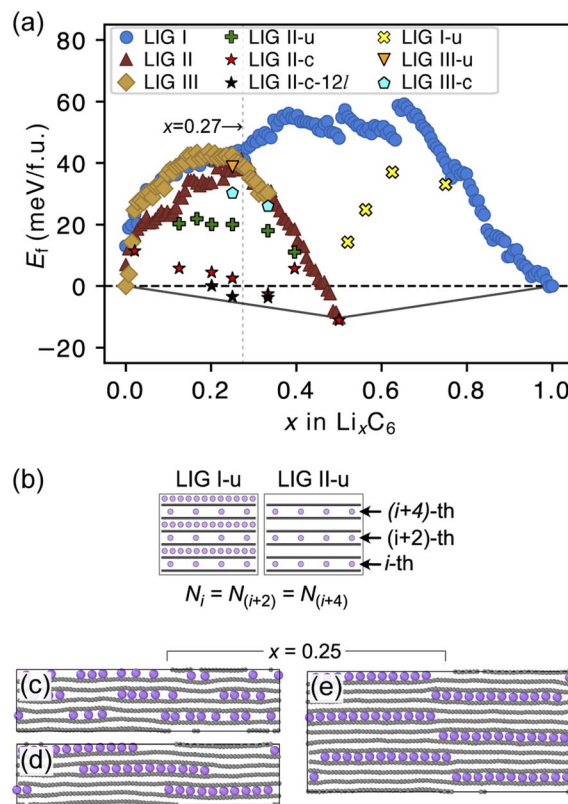 (a)
80
60
40
20
0
−20
E_f (meV/f.u.)
LIG I
LIG II
LIG III
LIG II-u
LIG II-c
LIG II-c-12l
LIG I-u
LIG III-u
LIG III-c
x=0.27→
0.0 0.2 0.4 0.6 0.8 1.0
x in Li_xC_6
(b)
LIG I-u LIG II-u
(i+4)-th
(i+2)-th
i-th
N_i = N_(i+2) = N_(i+4)
x = 0.25
(c)
(d)
(e)